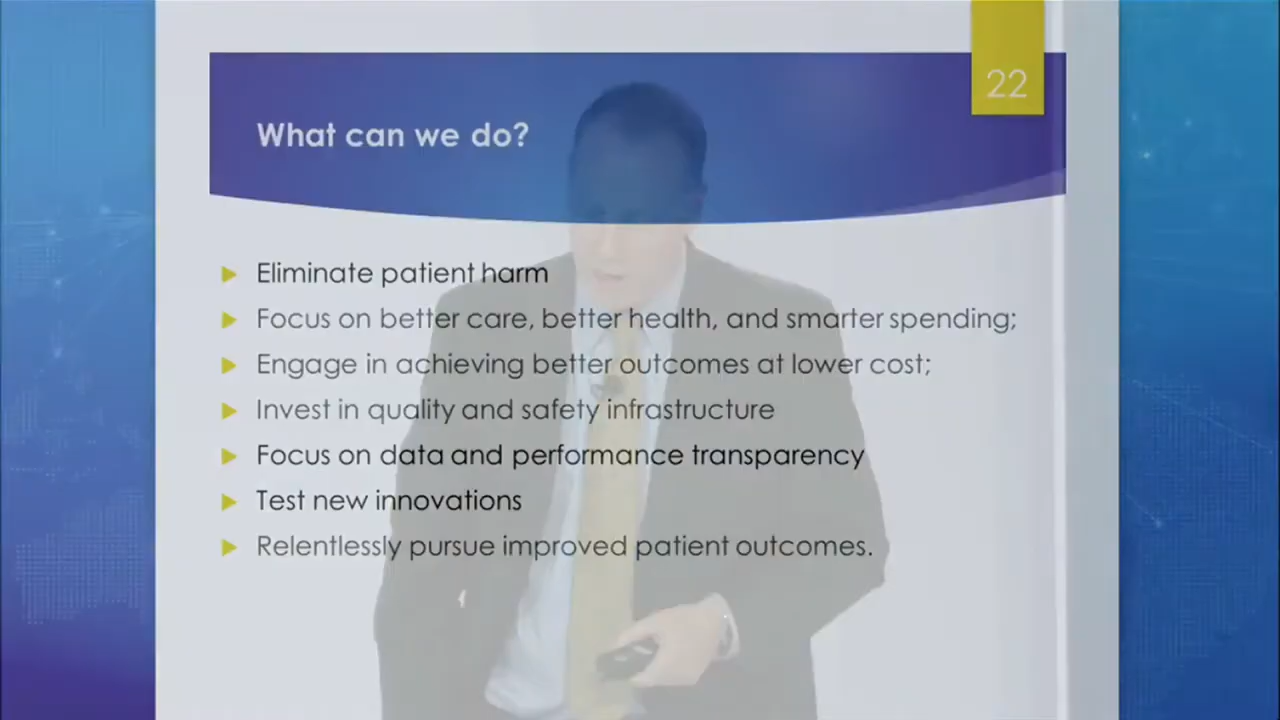 22
What can we do?
Eliminate patient harm
Focus on better care, better health, and smarter spending;
Engage in achieving better outcomes at lower cost;
Invest in quality and safety infrastructure
Focus on data and performance transparency
Test new innovations
Relentlessly pursue improved patient outcomes.